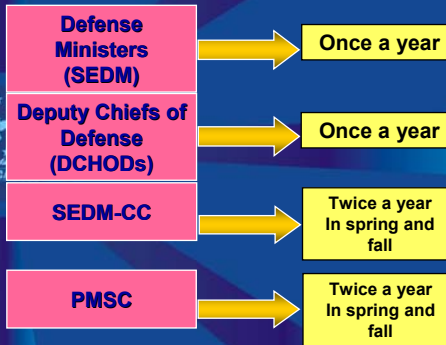 Defense
Ministers
(SEDM)
Once a year
Deputy Chiefs of
Defense
(DCHODs)
Once a year
SEDM-CC
Twice a year
In spring and
fall
PMSC
Twice a year
In spring and
fall